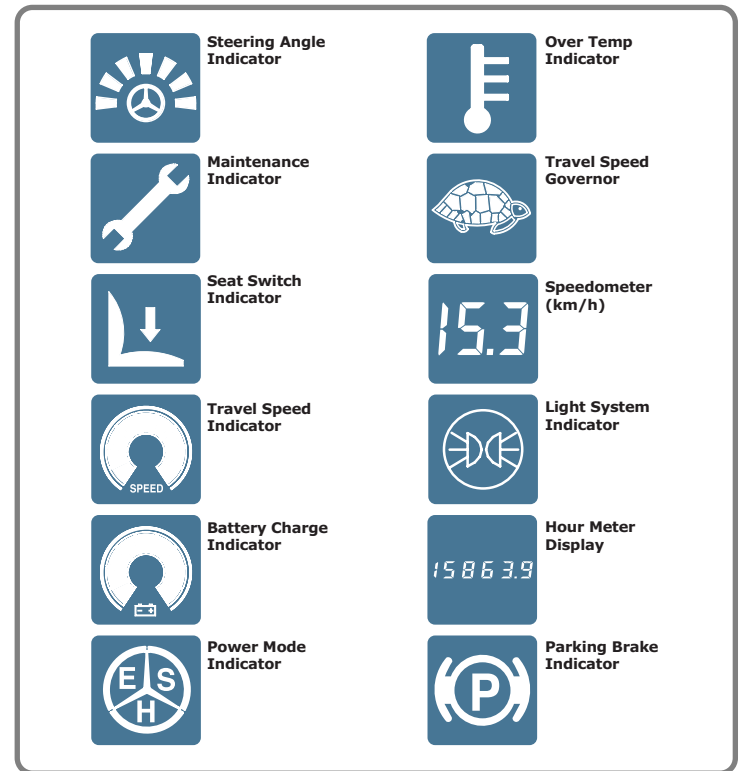 Steering Angle
Indicator
Over Temp
Indicator
Maintenance
Indicator
Travel Speed
Governor
Seat Switch
Indicator
15.3
Speedometer
(km/h)
SPEED
Travel Speed
Indicator
Light System
Indicator
Battery Charge
Indicator
15863.9
Hour Meter
Display
E S
H
Power Mode
Indicator
P
Parking Brake
Indicator